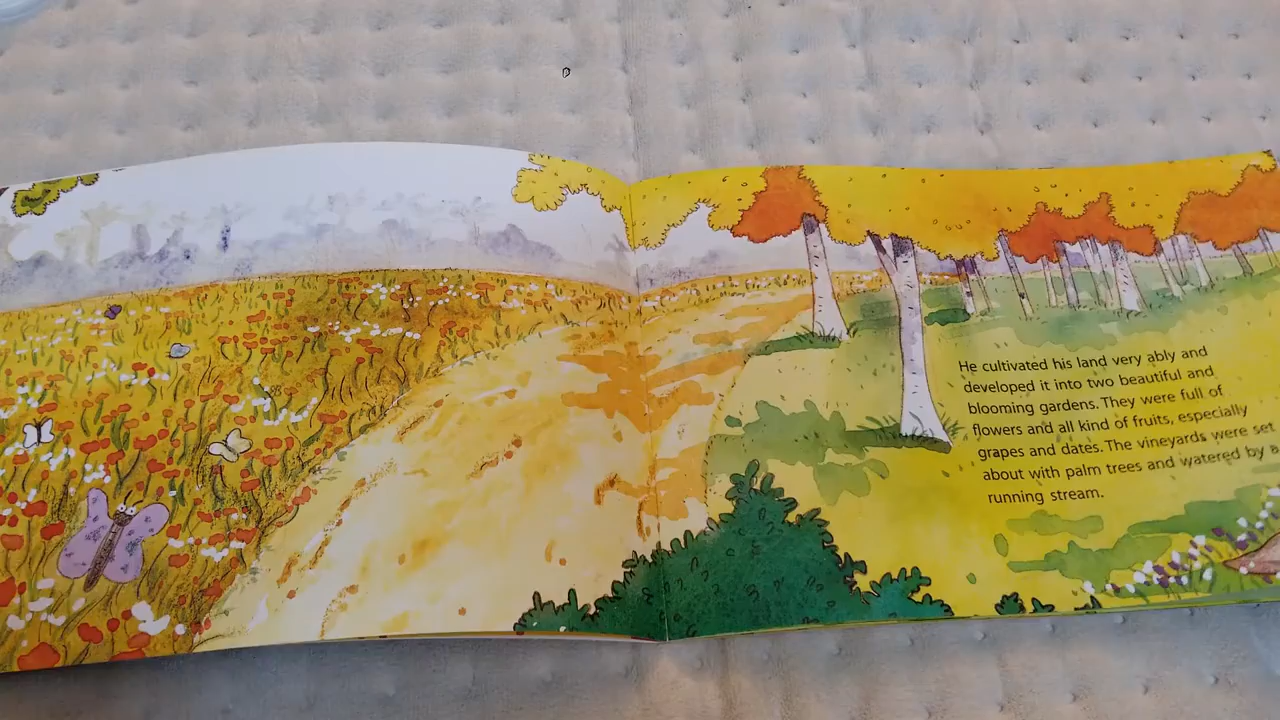 He cultivated his land very ably and
developed it into two beautiful and
blooming gardens. They were full of
flowers and all kind of fruits, especially
grapes and dates. The vineyards were set
about with palm trees and watered by a
running stream.